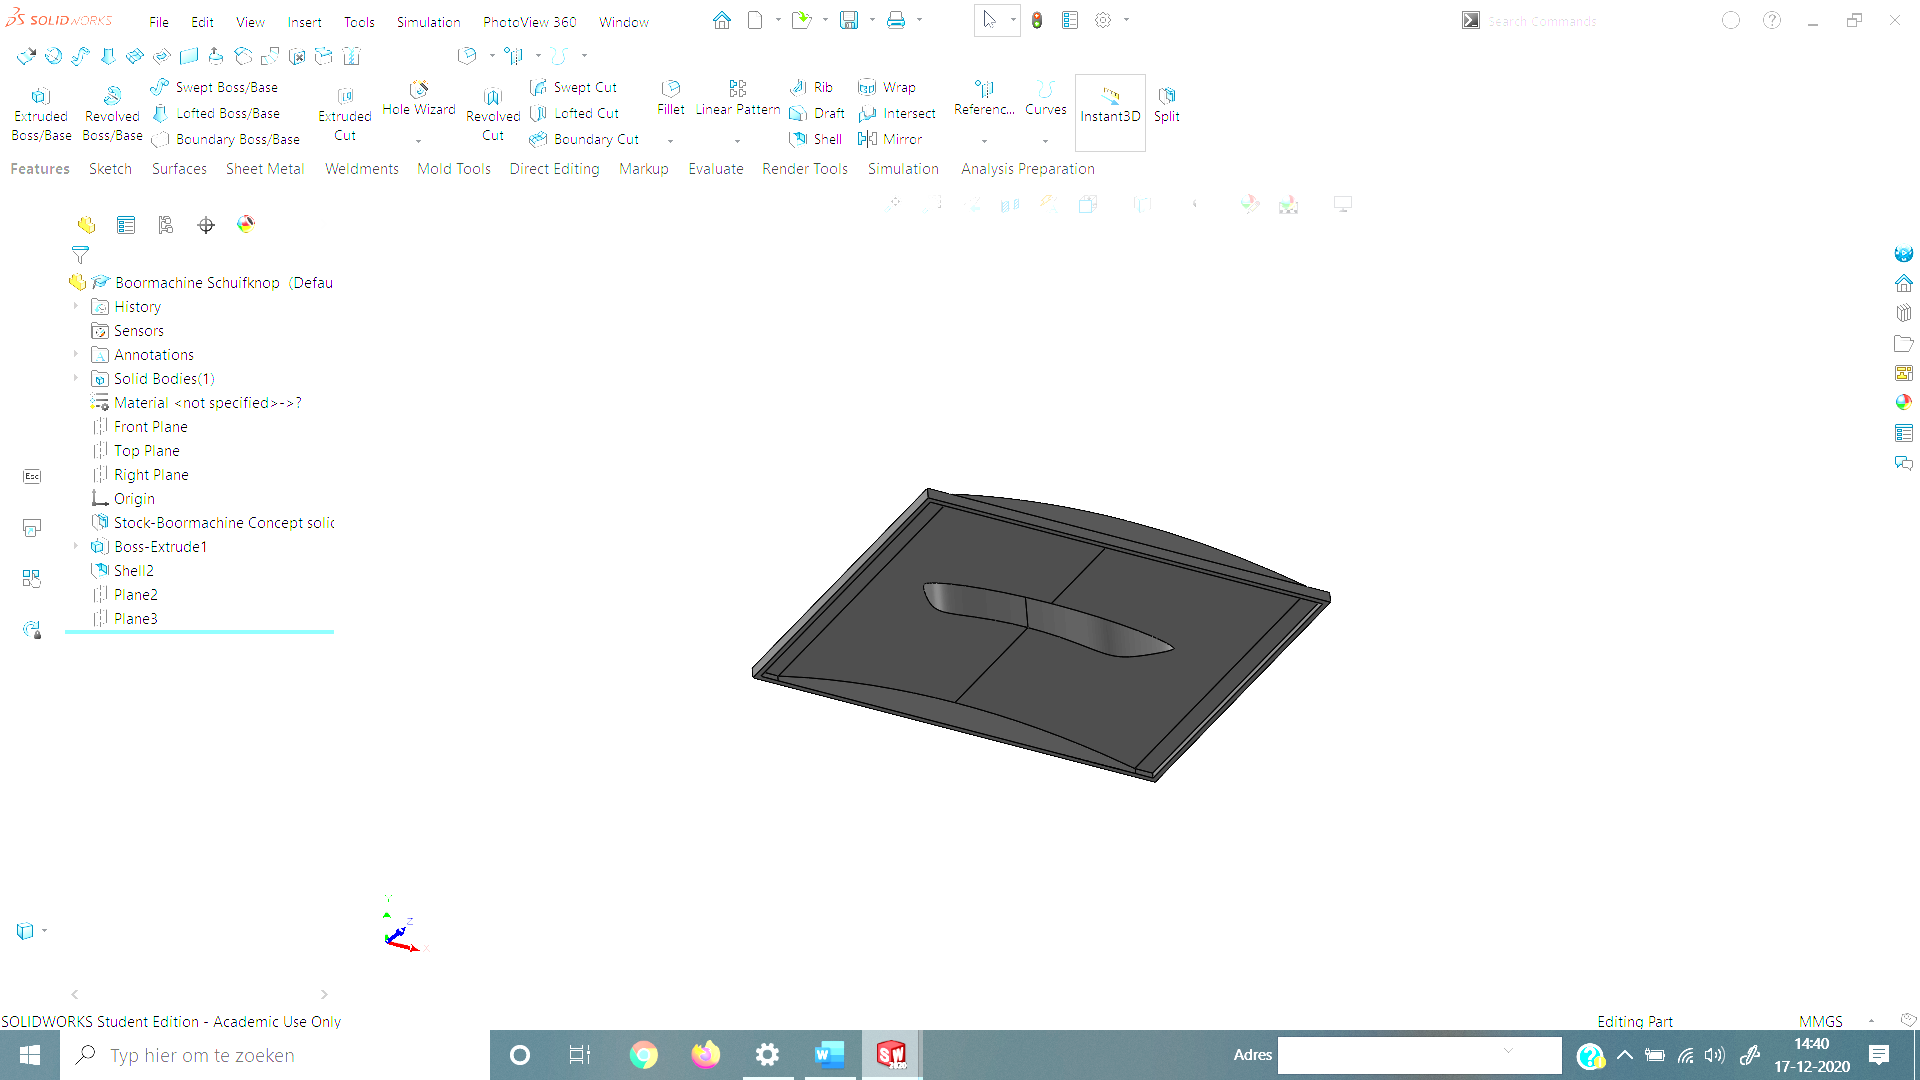 SOLIDWORKS File Edit View Insert Tools Simulation PhotoView 360 Window Search Commands
Extruded Boss/Base
Revolved Boss/Base
Swept Boss/Base
Lofted Boss/Base
Boundary Boss/Base
Extruded Cut
Hole Wizard
Revolved Cut
Swept Cut
Lofted Cut
Boundary Cut
Fillet
Linear Pattern
Rib
Draft
Shell
Wrap
Intersect
Mirror
Referenc...
Curves
Instant3D
Split
Features Sketch Surfaces Sheet Metal Weldments Mold Tools Direct Editing Markup Evaluate Render Tools Simulation Analysis Preparation
Boormachine Schuifknop (Defau
History
Sensors
Annotations
Solid Bodies(1)
Material <not specified>->?
Front Plane
Top Plane
Right Plane
Esc
Origin
Stock-Boormachine Concept solic
Boss-Extrude1
Shell2
Plane2
Plane3
Y
Z
X
SOLIDWORKS Student Edition - Academic Use Only
Editing Part
MMGS
Typ hier om te zoeken
Adres
14:40
17-12-2020